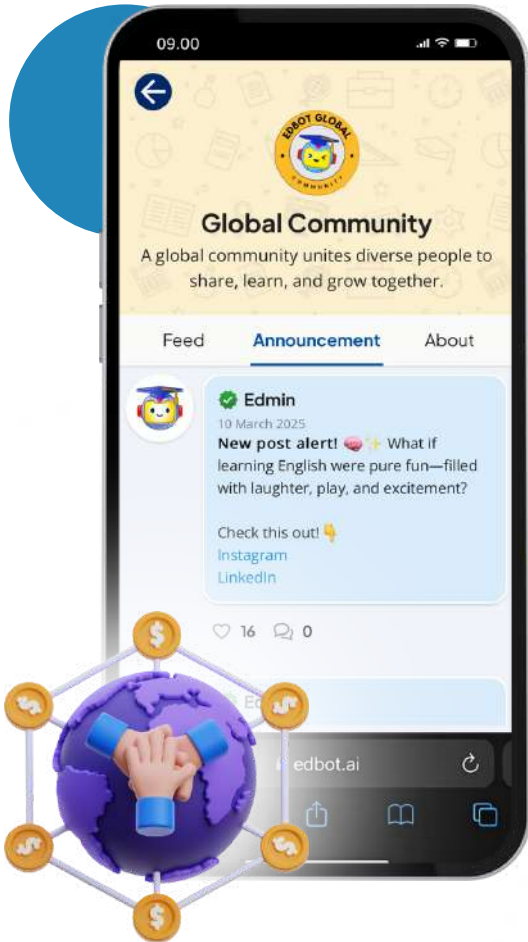 09.00
EDBOT GLOBAL
COMMUNITY
Global Community
A global community unites diverse people to
share, learn, and grow together.
Feed Announcement About
Edmin
10 March 2025
New post alert! 🧠✨ What if
learning English were pure fun—filled
with laughter, play, and excitement?
Check this out!👇
Instagram
LinkedIn
16 0
edbot.ai
$
$ $
$ $
$